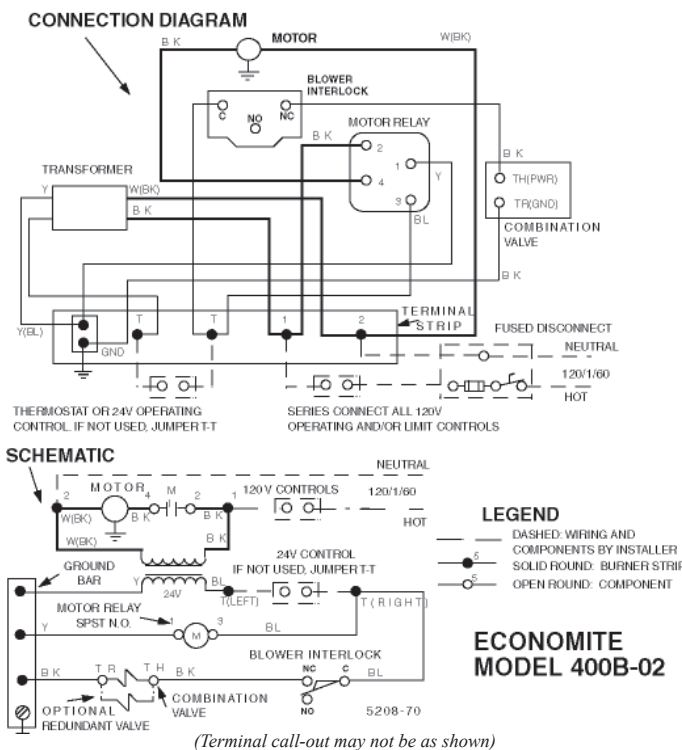 CONNECTION DIAGRAM
B K
MOTOR
W(BK)
BLOWER
INTERLOCK
C
NO
NC
MOTOR RELAY
B K
2
1
4
3
Y
BL
B K
TH(PWR)
TR(GND)
COMBINATION
VALVE
B K
TRANSFORMER
Y
W(BK)
B K
Y(BL)
GND
T
T
1
2
TERMINAL
STRIP
FUSED DISCONNECT
NEUTRAL
120/1/60
HOT
THERMOSTAT OR 24V OPERATING
CONTROL. IF NOT USED, JUMPER T-T
SERIES CONNECT ALL 120V
OPERATING AND/OR LIMIT CONTROLS
SCHEMATIC
NEUTRAL
2
MOTOR
4
M
2
1
120 V CONTROLS
120/1/60
W(BK)
B K
B K
HOT
W(BK)
B K
GROUND
BAR
24V CONTROL
IF NOT USED, JUMPER T-T
Y
24V
BL
T(LEFT)
T(RIGHT)
MOTOR RELAY
SPST N.O.
Y
1
M
3
BL
BLOWER INTERLOCK
B K
T R
T H
B K
NC
C
BL
NO
OPTIONAL
REDUNDANT VALVE
COMBINATION
VALVE
5208-70
LEGEND
DASHED: WIRING AND
COMPONENTS BY INSTALLER
5
SOLID ROUND: BURNER STRIP
5
OPEN ROUND: COMPONENT
ECONOMITE
MODEL 400B-02
(Terminal call-out may not be as shown)